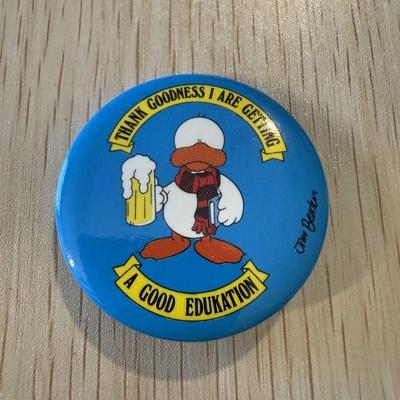 THANK GOODNESS I ARE GETTING
A GOOD EDUKATION
Jim Benton